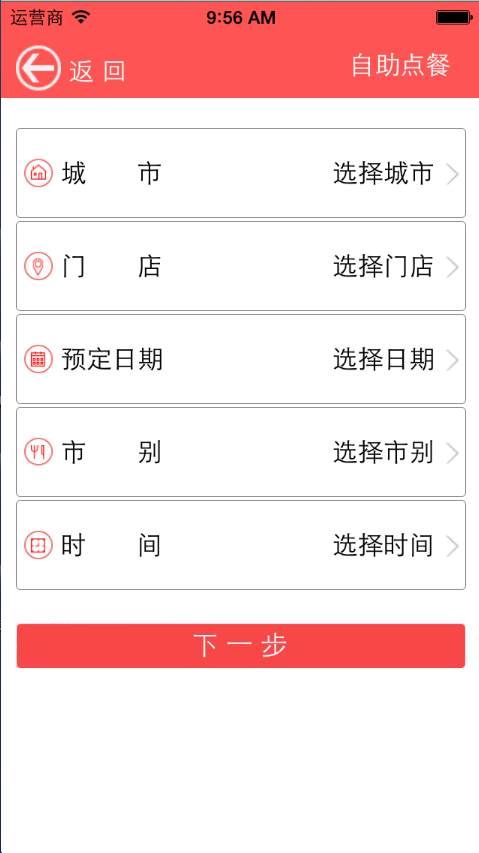 运营商 9:56 AM
返 回 自助点餐
城 市 选择城市
门 店 选择门店
预定日期 选择日期
市 别 选择市别
时 间 选择时间
下 一 步